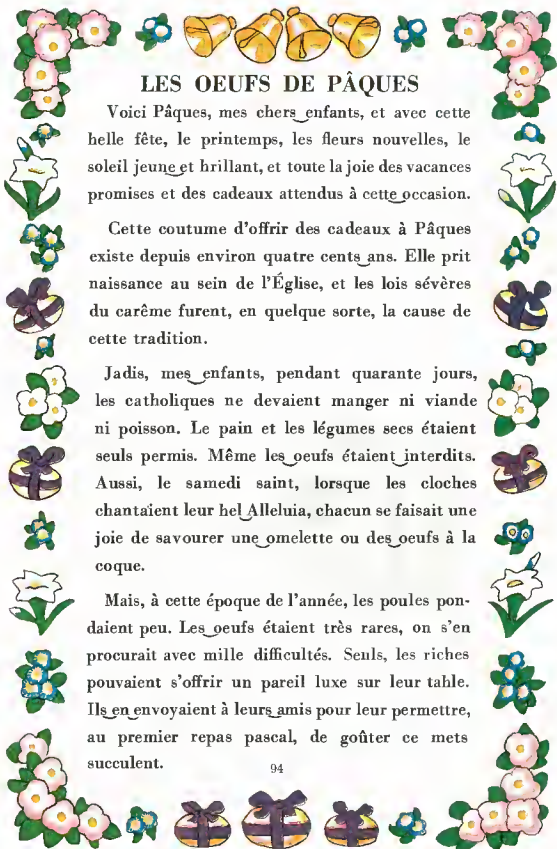 LES OEUFS DE PÂQUES
Voici Pâques, mes chers‿enfants, et avec cette
belle fête, le printemps, les fleurs nouvelles, le
soleil jeune‿et brillant, et toute la joie des vacances
promises et des cadeaux attendus à cette‿occasion.
Cette coutume d'offrir des cadeaux à Pâques
existe depuis environ quatre cents‿ans. Elle prit
naissance au sein de l'Église, et les lois sévères
du carême furent, en quelque sorte, la cause de
cette tradition.
Jadis, mes‿enfants, pendant quarante jours,
les catholiques ne devaient manger ni viande
ni poisson. Le pain et les légumes secs étaient
seuls permis. Même les‿oeufs étaient‿interdits.
Aussi, le samedi saint, lorsque les cloches
chantaient leur bel‿Alleluia, chacun se faisait une
joie de savourer une‿omelette ou des‿oeufs à la
coque.
Mais, à cette époque de l'année, les poules pon-
daient peu. Les‿oeufs étaient très rares, on s'en
procurait avec mille difficultés. Seuls, les riches
pouvaient s'offrir un pareil luxe sur leur table.
Ils‿en‿envoyaient à leurs‿amis pour leur permettre,
au premier repas pascal, de goûter ce mets
succulent.
94